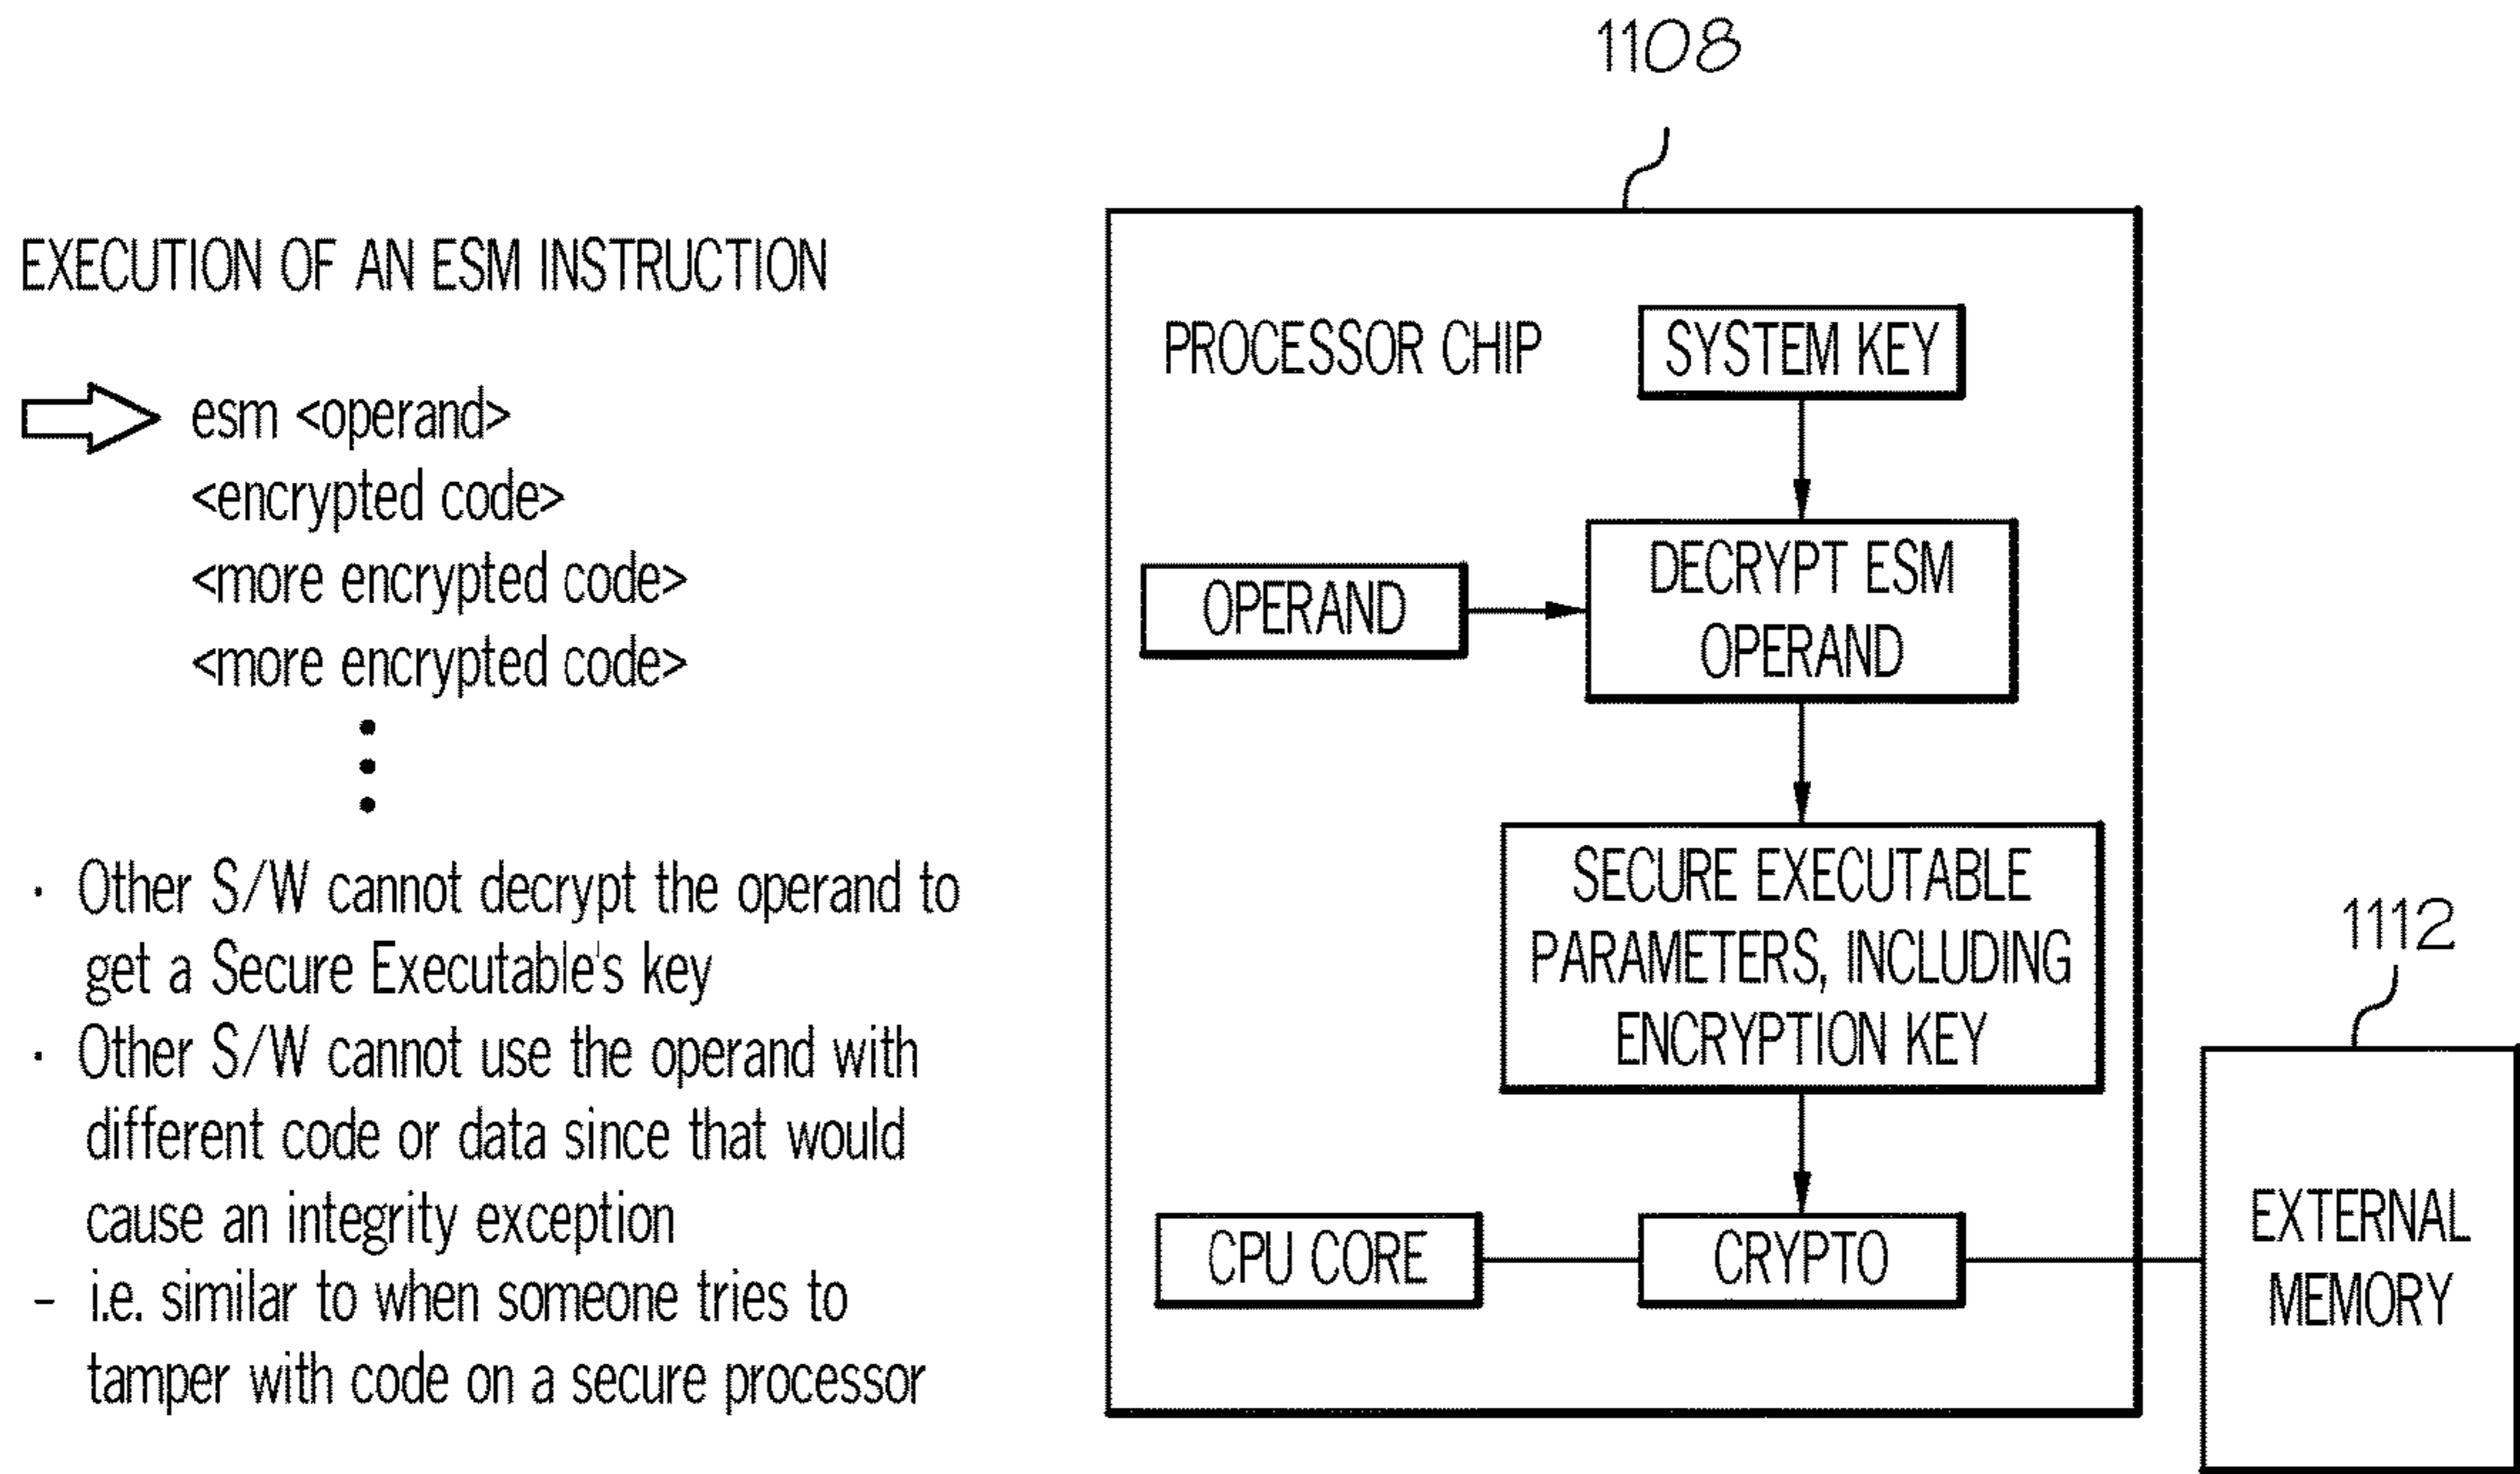 1108
EXECUTION OF AN ESM INSTRUCTION
esm <operand>
<encrypted code>
<more encrypted code>
<more encrypted code>
· Other S/W cannot decrypt the operand to
get a Secure Executable's key
· Other S/W cannot use the operand with
different code or data since that would
cause an integrity exception
– i.e. similar to when someone tries to
tamper with code on a secure processor
PROCESSOR CHIP
SYSTEM KEY
OPERAND
DECRYPT ESM
OPERAND
SECURE EXECUTABLE
PARAMETERS, INCLUDING
ENCRYPTION KEY
CPU CORE
CRYPTO
1112
EXTERNAL
MEMORY